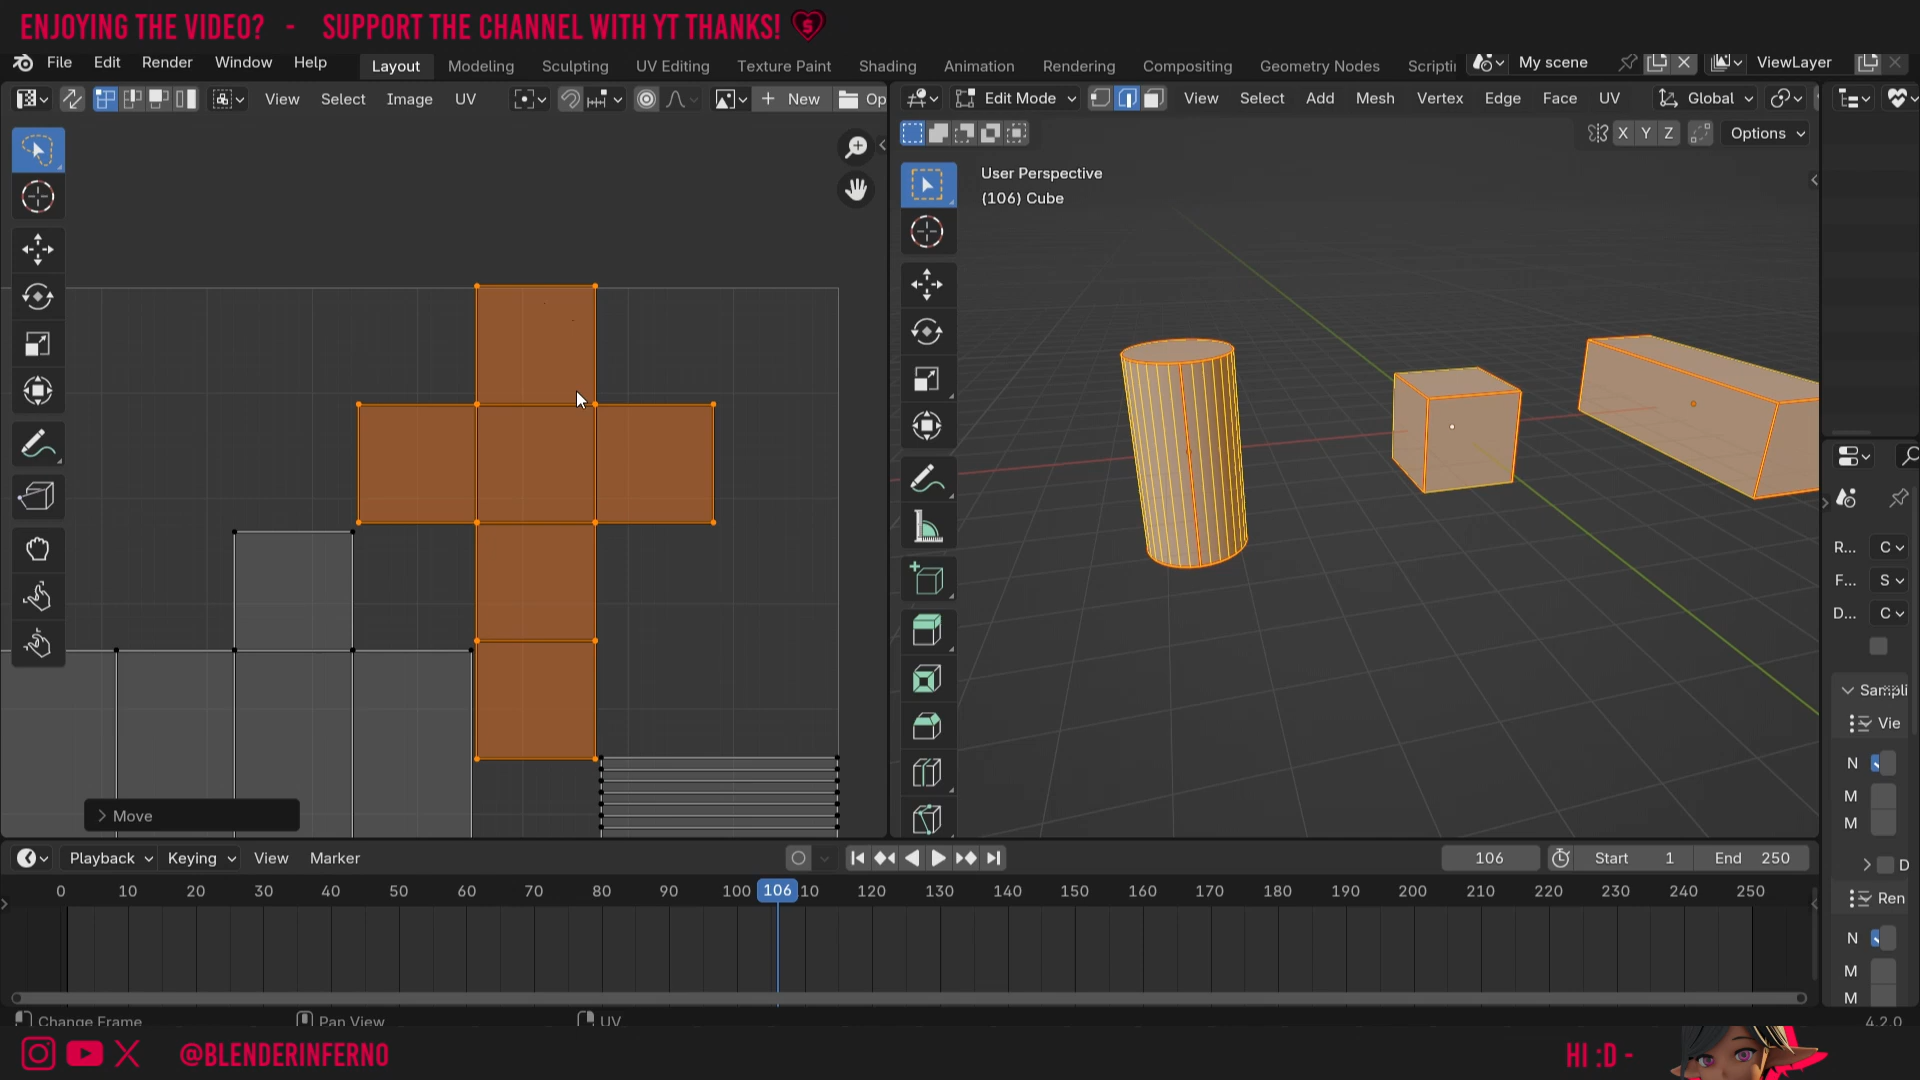 ENJOYING THE VIDEO? - SUPPORT THE CHANNEL WITH YT THANKS!
File Edit Render Window Help Layout Modeling Sculpting UV Editing Texture Paint Shading Animation Rendering Compositing Geometry Nodes Scripti My scene ViewLayer
View Select Image UV New Op Edit Mode View Select Add Mesh Vertex Edge Face UV Global
X Y Z Options
User Perspective
(106) Cube
R... C
F... S
D... C
Sampli
Vie
N
M
M
Move
D
Playback Keying View Marker 106 Start 1 End 250
0 10 20 30 40 50 60 70 80 90 100 106 10 120 130 140 150 160 170 180 190 200 210 220 230 240 250
Ren
N
M
M
Change Frame Pan View UV 4.2.0
@BLENDERINFERNO HI :D -